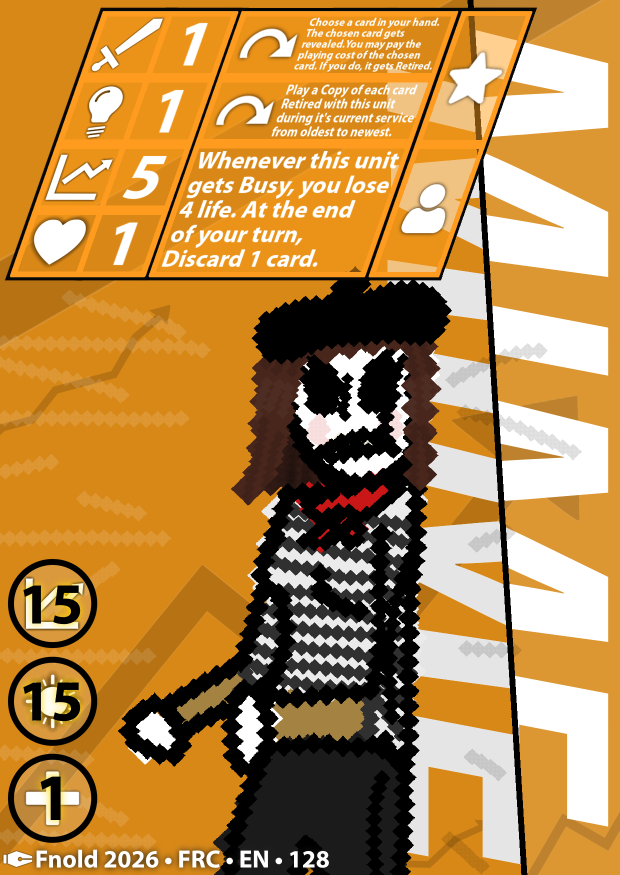 1
Choose a card in your hand.
The chosen card gets
revealed.You may pay the
playing cost of the chosen
card. If you do, it gets Retired.
1
Play a Copy of each card
Retired with this unit
during it's current service
from oldest to newest.
5
Whenever this unit
gets Busy, you lose
4 life. At the end
of your turn,
Discard 1 card.
1
15
15
1
Fnold 2026 • FRC • EN • 128